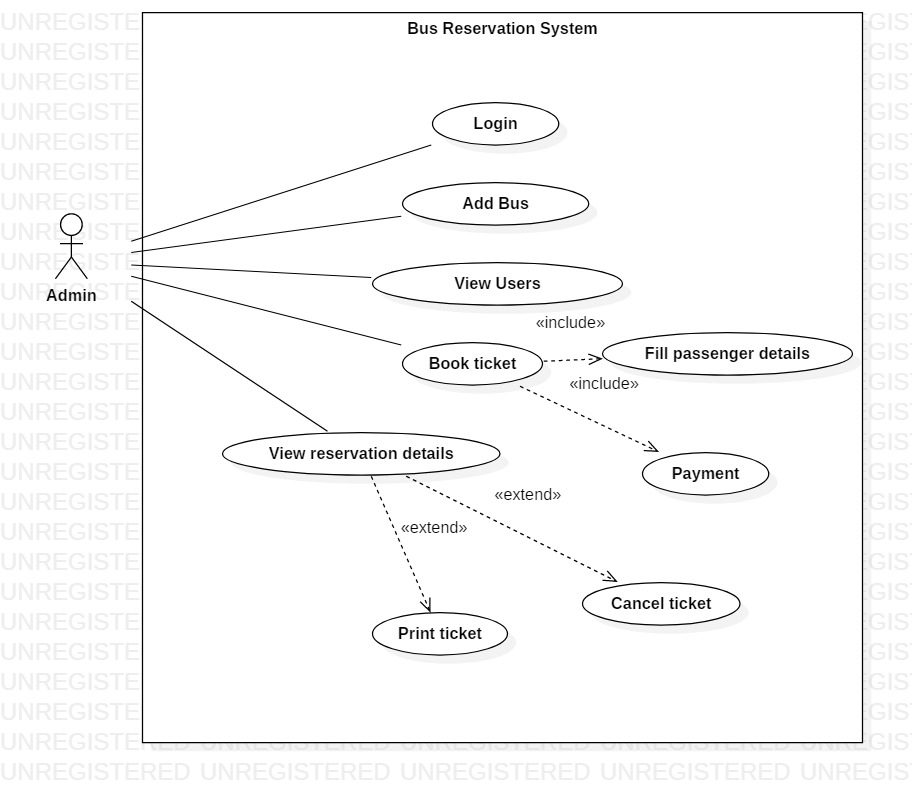 Bus Reservation System
Login
Add Bus
View Users
«include»
Fill passenger details
Book ticket
«include»
Admin
View reservation details
Payment
«extend»
«extend»
Cancel ticket
Print ticket
UNREGISTERED UNREGISTERED UNREGISTERED UNREGISTERED UNREGIS